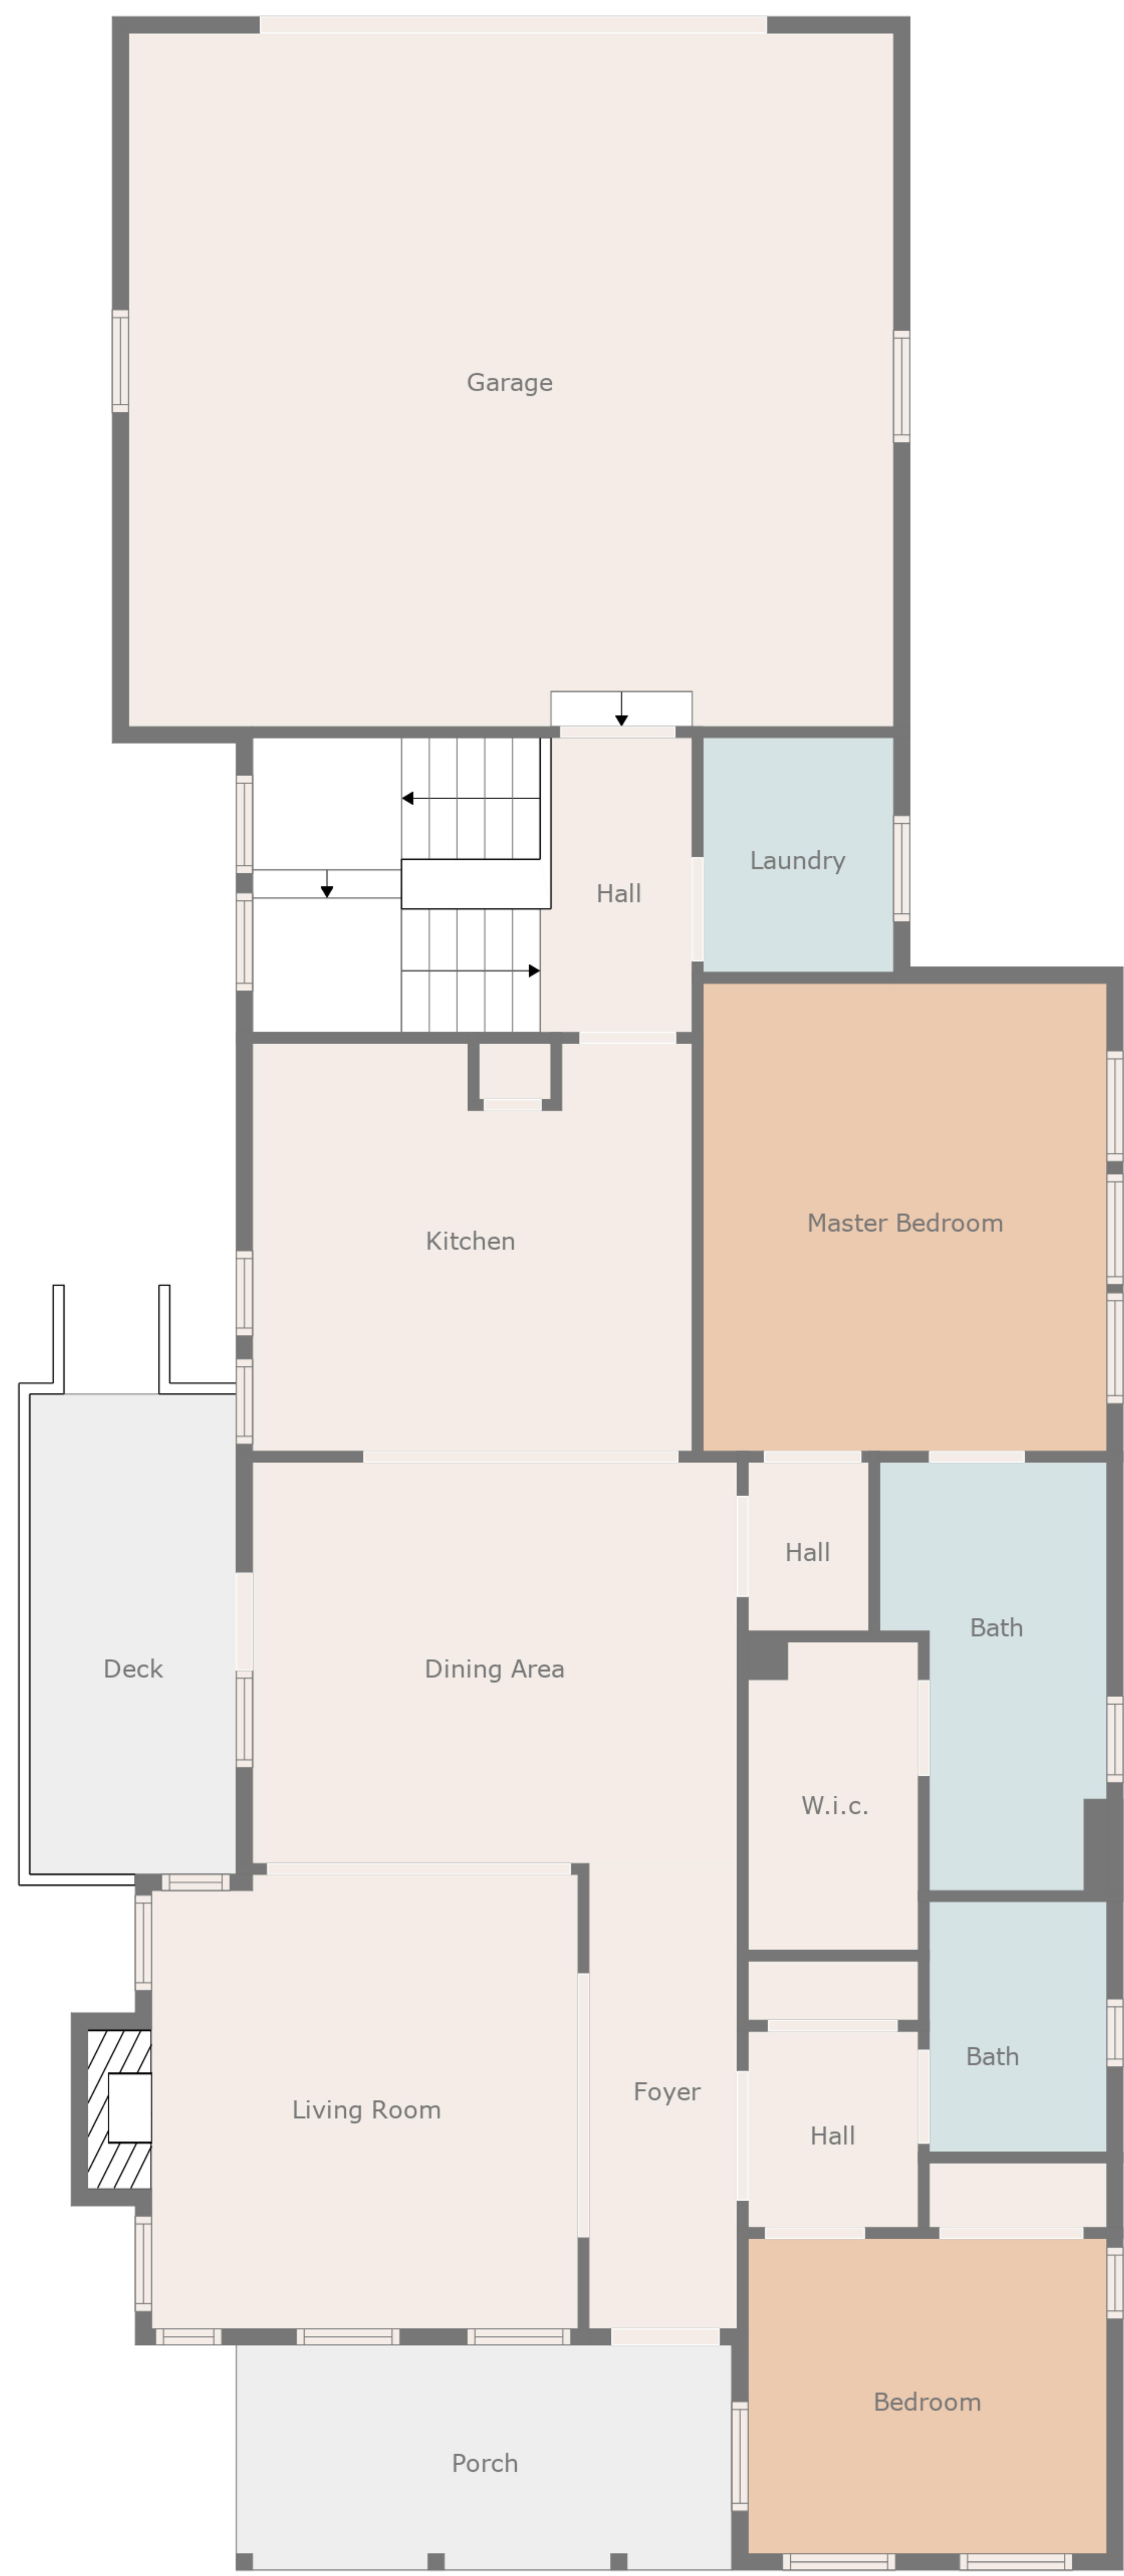 Garage
Laundry
Hall
Master Bedroom
Kitchen
Hall
Bath
Deck
Dining Area
W.i.c.
Bath
Foyer
Living Room
Hall
Bedroom
Porch